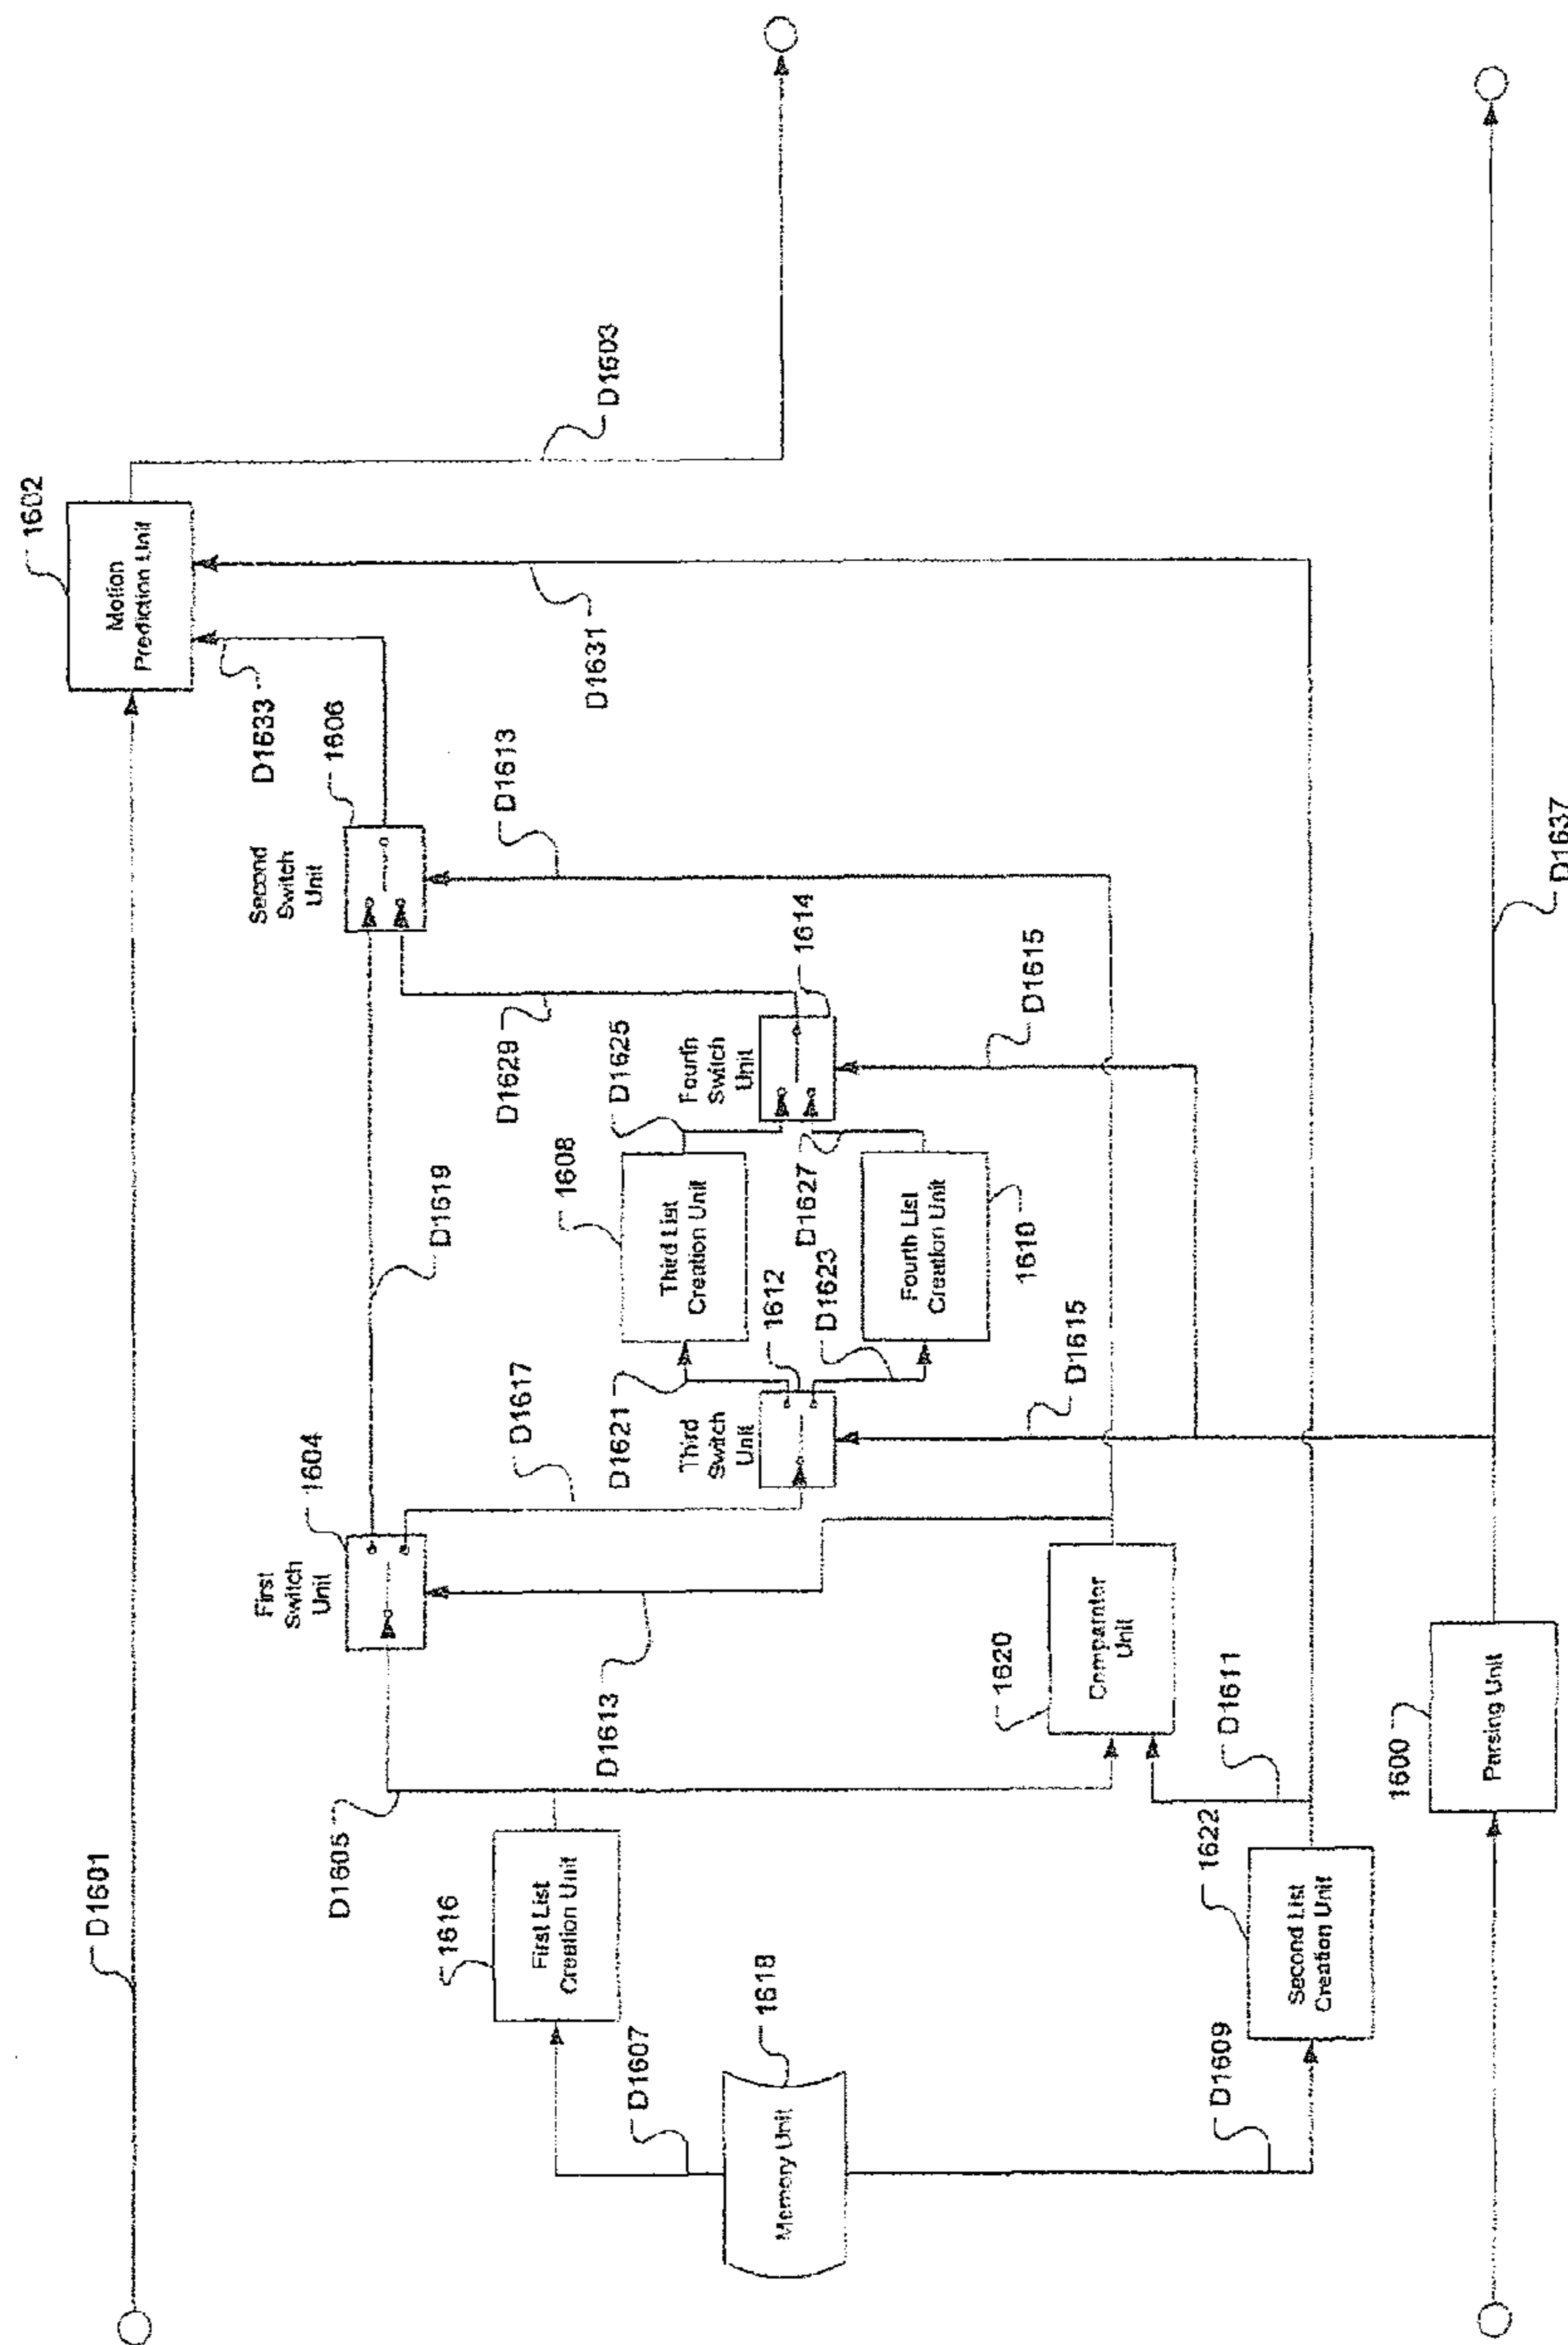 D1601
Motion
Prediction Unit
1602
D1603
First
Switch
Unit
1604
D1619
Second
Switch
Unit
1606
D1633
D1631
D1605
First List
Creation Unit
1616
D1613
D1617
D1621
Third
Switch
Unit
1612
D1623
Third List
Creation Unit
1608
Fourth List
Creation Unit
1610
D1625
D1627
Fourth
Switch
Unit
1614
D1629
D1613
D1615
D1615
D1607
Memory Unit
1618
D1609
1620
Comparator
Unit
D1611
1622
Second List
Creation Unit
1600
Parsing Unit
D1637